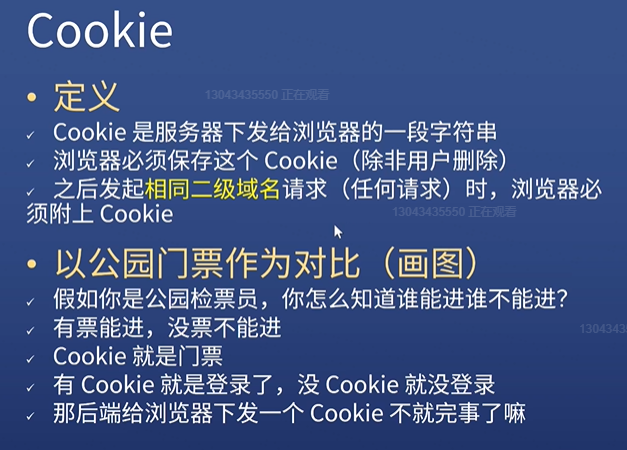 Cookie
• 定义
13043435550 正在观看
✓ Cookie 是服务器下发给浏览器的一段字符串
✓ 浏览器必须保存这个 Cookie（除非用户删除）
✓ 之后发起相同二级域名请求（任何请求）时，浏览器必
须附上 Cookie
13043435550 正在观看
• 以公园门票作为对比（画图）
✓ 假如你是公园检票员，你怎么知道谁能进谁不能进？
✓ 有票能进，没票不能进
1304343
✓ Cookie 就是门票
✓ 有 Cookie 就是登录了，没 Cookie 就没登录
✓ 那后端给浏览器下发一个 Cookie 不就完事了嘛